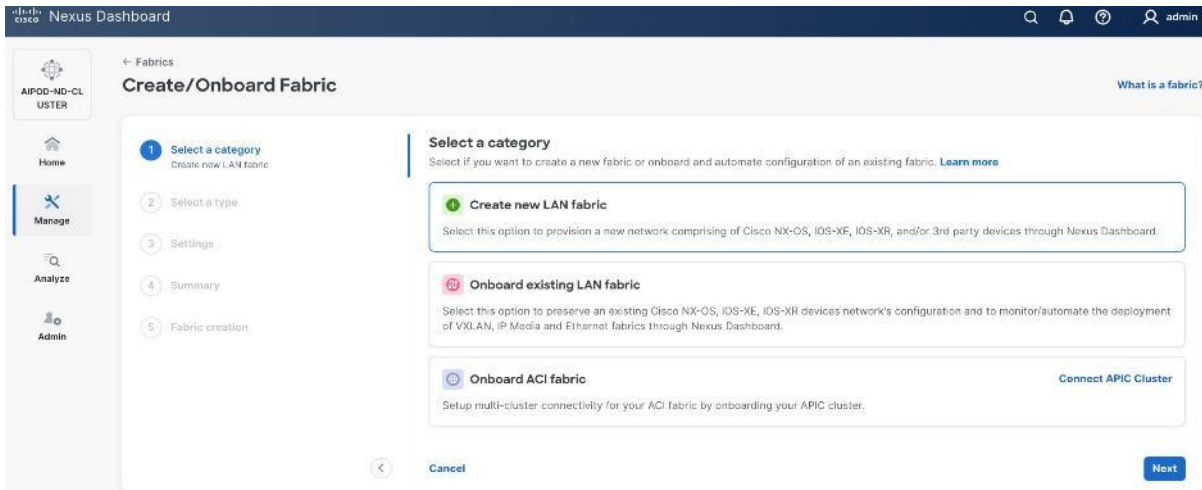 cisco Nexus Dashboard
admin
AIPOD-ND-CL
USTER
Home
Manage
Analyze
Admin
← Fabrics
Create/Onboard Fabric
What is a fabric?
1 Select a category
Create new LAN fabric
2 Select a type
3 Settings
4 Summary
5 Fabric creation
Select a category
Select if you want to create a new fabric or onboard and automate configuration of an existing fabric. Learn more
Create new LAN fabric
Select this option to provision a new network comprising of Cisco NX-OS, IOS-XE, IOS-XR, and/or 3rd party devices through Nexus Dashboard.
Onboard existing LAN fabric
Select this option to preserve an existing Cisco NX-OS, IOS-XE, IOS-XR devices network's configuration and to monitor/automate the deployment
of VXLAN, IP Media and Ethernet fabrics through Nexus Dashboard.
Onboard ACI fabric
Connect APIC Cluster
Setup multi-cluster connectivity for your ACI fabric by onboarding your APIC cluster.
Cancel
Next